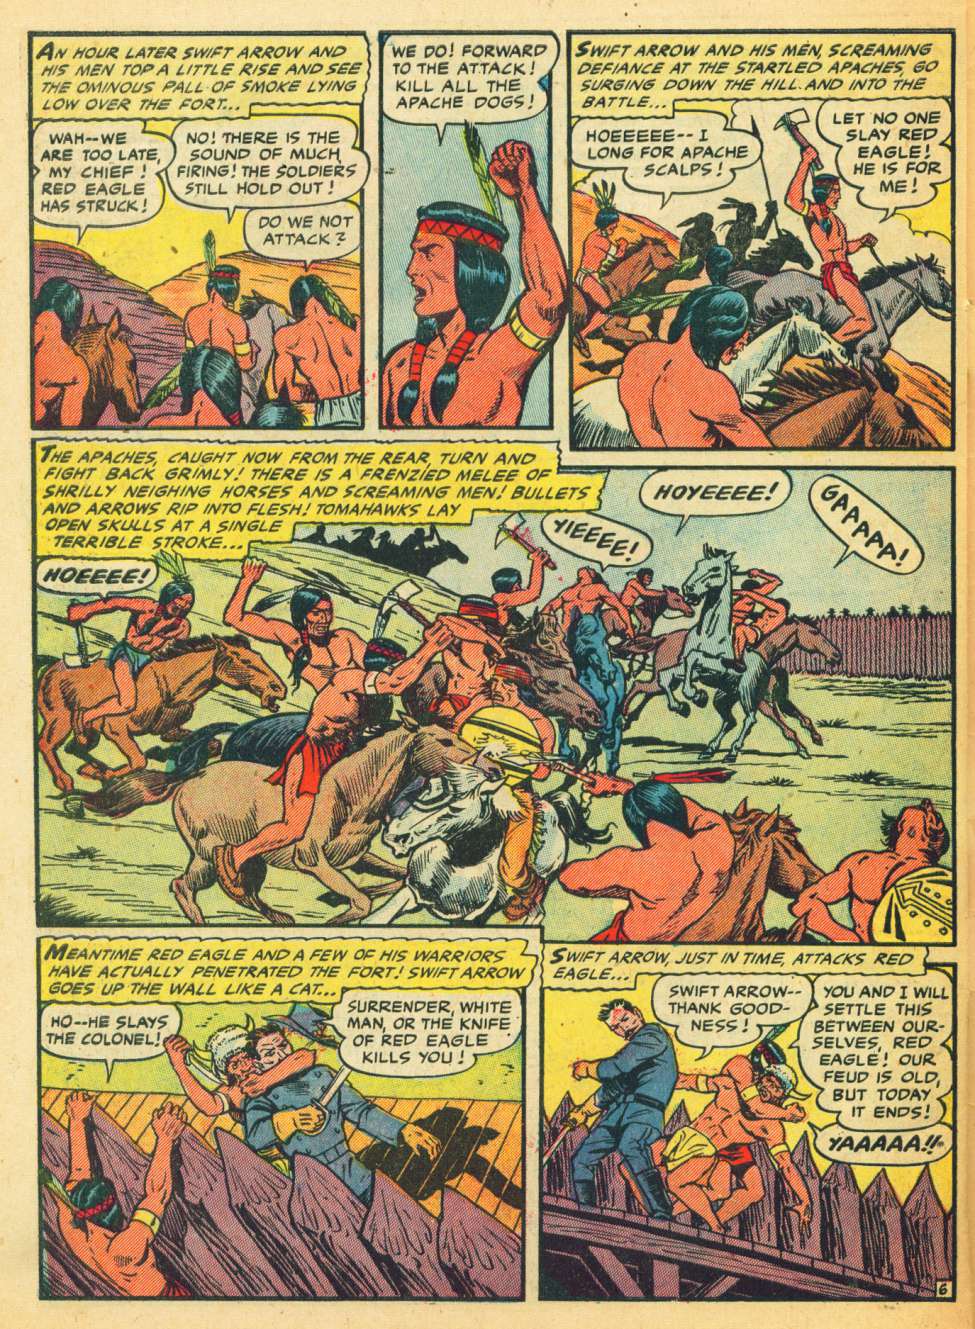 AN HOUR LATER SWIFT ARROW AND
HIS MEN TOP A LITTLE RISE AND SEE
THE OMINOUS PALL OF SMOKE LYING
LOW OVER THE FORT...
WAH--WE
ARE TOO LATE,
MY CHIEF!
RED EAGLE
HAS STRUCK!
NO! THERE IS THE
SOUND OF MUCH
FIRING! THE SOLDIERS
STILL HOLD OUT!
DO WE NOT
ATTACK?
WE DO! FORWARD
TO THE ATTACK!
KILL ALL THE
APACHE DOGS!
SWIFT ARROW AND HIS MEN, SCREAMING
DEFIANCE AT THE STARTLED APACHES, GO
SURGING DOWN THE HILL AND INTO THE
BATTLE...
HOEEEEE--I
LONG FOR APACHE
SCALPS!
LET NO ONE
SLAY RED
EAGLE!
HE IS FOR
ME!
THE APACHES, CAUGHT NOW FROM THE REAR, TURN AND
FIGHT BACK GRIMLY! THERE IS A FRENZIED MELEE OF
SHRILLY NEIGHING HORSES AND SCREAMING MEN! BULLETS
AND ARROWS RIP INTO FLESH! TOMAHAWKS LAY
OPEN SKULLS AT A SINGLE
TERRIBLE STROKE...
HOEEEE!
YIEEEE!
HOYEEEE!
GAAAAA!
MEANTIME RED EAGLE AND A FEW OF HIS WARRIORS
HAVE ACTUALLY PENETRATED THE FORT! SWIFT ARROW
GOES UP THE WALL LIKE A CAT...
HO--HE SLAYS
THE COLONEL!
SURRENDER, WHITE
MAN, OR THE KNIFE
OF RED EAGLE
KILLS YOU!
SWIFT ARROW, JUST IN TIME, ATTACKS RED
EAGLE...
SWIFT ARROW--
THANK GOOD-
NESS!
YOU AND I WILL
SETTLE THIS
BETWEEN OUR-
SELVES, RED
EAGLE! OUR
FEUD IS OLD,
BUT TODAY
IT ENDS!
YAAAAA!!
6